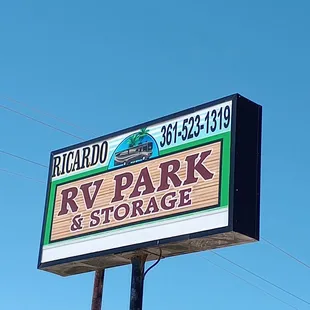 RICARDO 361-523-1319
RV PARK
& STORAGE